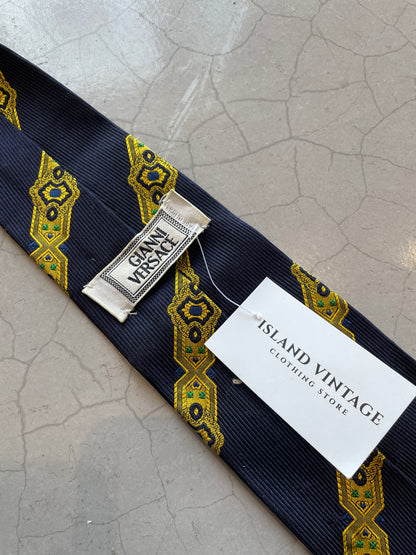 GIANNI
VERSACE
ISLAND VINTAGE
CLOTHING STORE